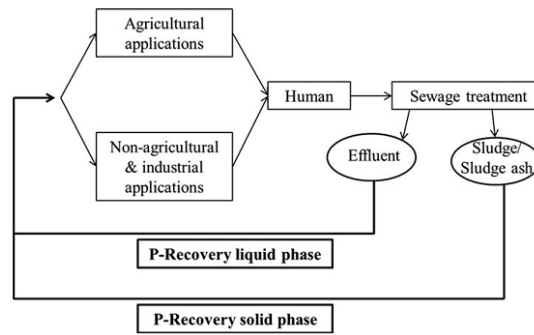 Agricultural
applications
Human
Sewage treatment
Non-agricultural
& industrial
applications
Effluent
Sludge/
Sludge ash
P-Recovery liquid phase
P-Recovery solid phase